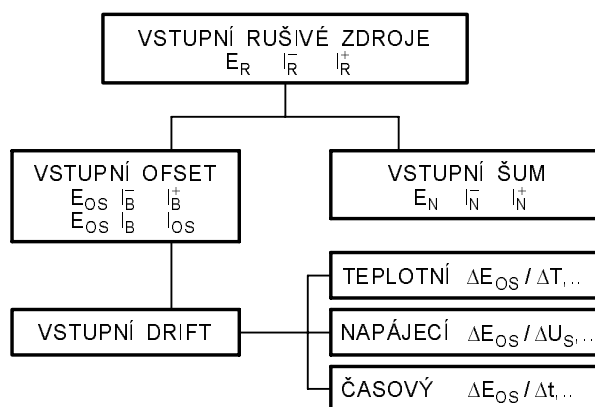 VSTUPNÍ RUŠIVÉ ZDROJE
E_R I_R^- I_R^+
VSTUPNÍ OFSET
E_OS I_B^- I_B^+
E_OS I_B I_OS
VSTUPNÍ ŠUM
E_N I_N^- I_N^+
VSTUPNÍ DRIFT
TEPLOTNÍ ΔE_OS / ΔT,..
NAPÁJECÍ ΔE_OS / ΔU_S,..
ČASOVÝ ΔE_OS / Δt,..